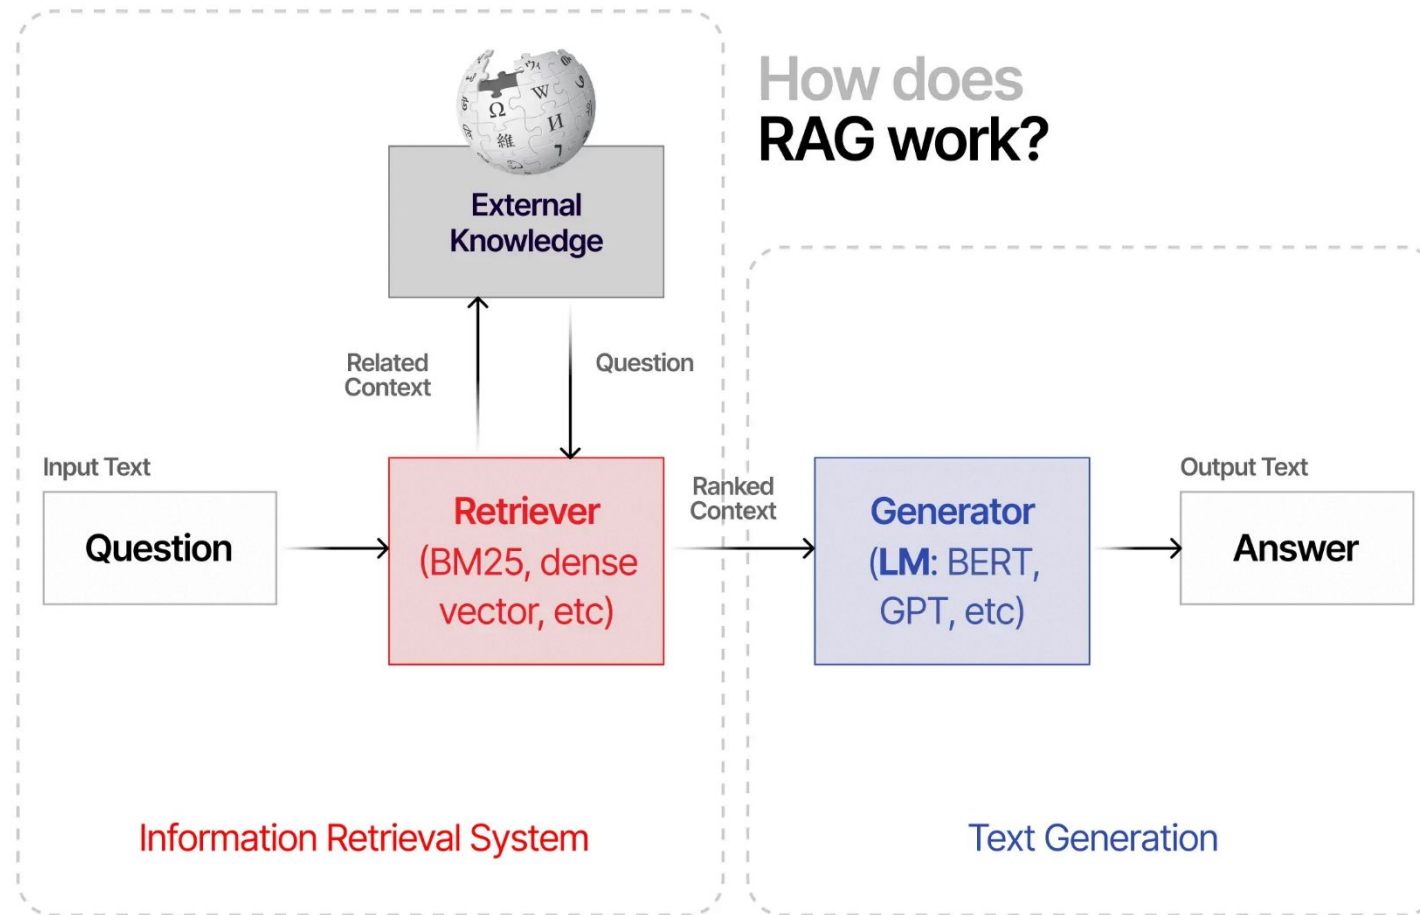 How does
RAG work?
Ω
W
維
И
External
Knowledge
Related
Context
Question
Input Text
Question
Retriever
(BM25, dense
vector, etc)
Ranked
Context
Generator
(LM: BERT,
GPT, etc)
Output Text
Answer
Information Retrieval System
Text Generation